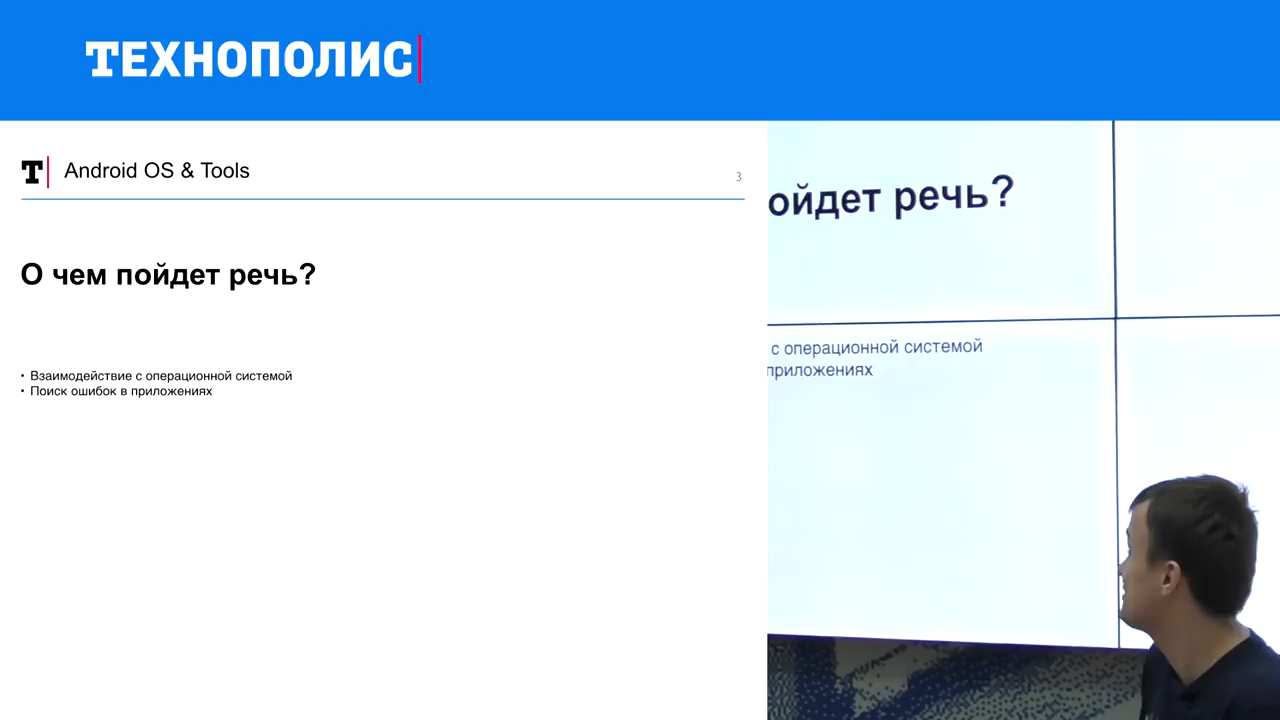 ТЕХНОПОЛИС
Т Android OS & Tools
3
О чем пойдет речь?
• Взаимодействие с операционной системой
• Поиск ошибок в приложениях
ойдет речь?
с операционной системой
приложениях